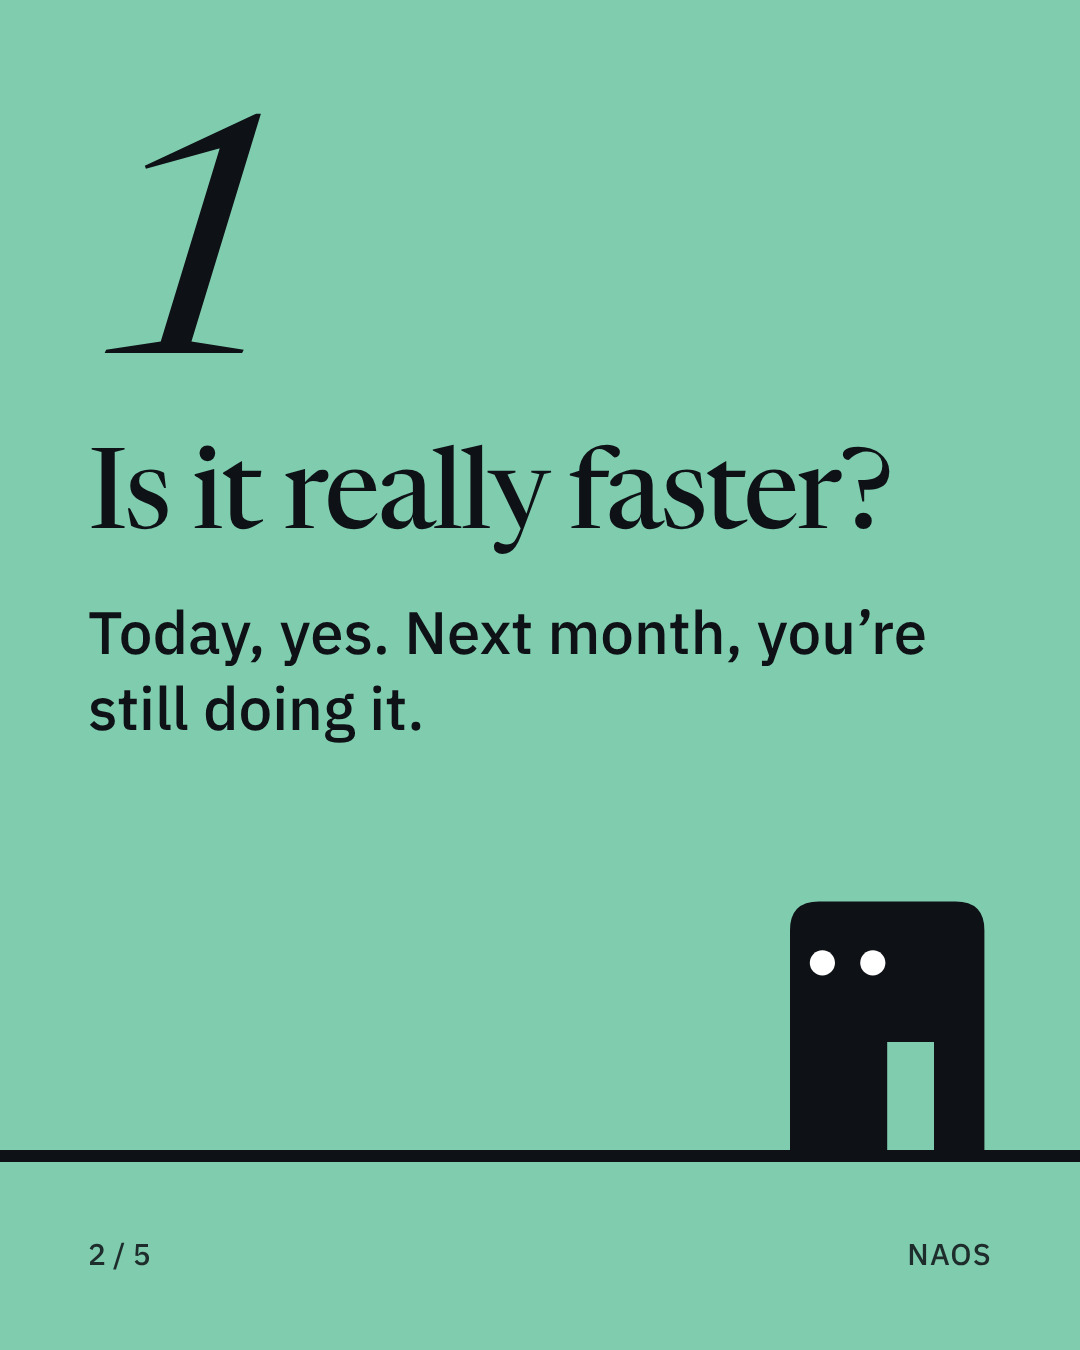 1
Is it really faster?
Today, yes. Next month, you’re
still doing it.
2 / 5
NAOS